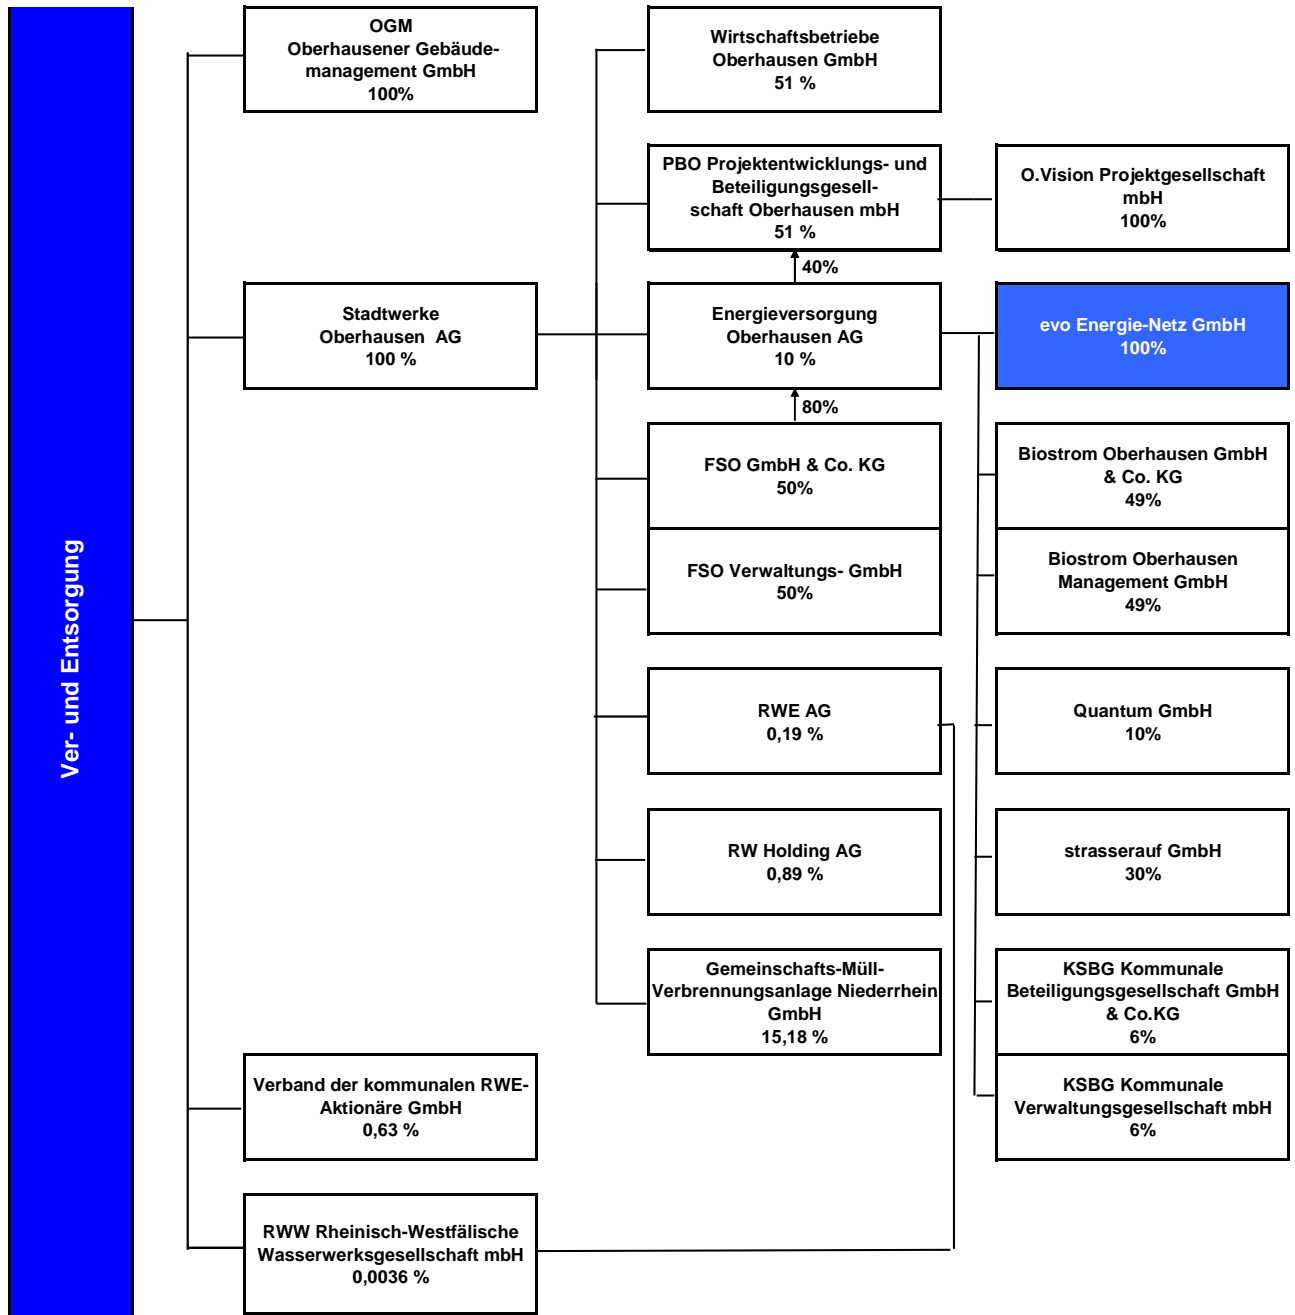 Ver- und Entsorgung
OGM
Oberhausener Gebäude-
management GmbH
100%
Stadtwerke
Oberhausen AG
100 %
Verband der kommunalen RWE-
Aktionäre GmbH
0,63 %
RWW Rheinisch-Westfälische
Wasserwerksgesellschaft mbH
0,0036 %
Wirtschaftsbetriebe
Oberhausen GmbH
51 %
PBO Projektentwicklungs- und
Beteiligungsgesell-
schaft Oberhausen mbH
51 %
40%
Energieversorgung
Oberhausen AG
10 %
80%
FSO GmbH & Co. KG
50%
FSO Verwaltungs- GmbH
50%
RWE AG
0,19 %
RW Holding AG
0,89 %
Gemeinschafts-Müll-
Verbrennungsanlage Niederrhein
GmbH
15,18 %
O.Vision Projektgesellschaft
mbH
100%
evo Energie-Netz GmbH
100%
Biostrom Oberhausen GmbH
& Co. KG
49%
Biostrom Oberhausen
Management GmbH
49%
Quantum GmbH
10%
strasserauf GmbH
30%
KSBG Kommunale
Beteiligungsgesellschaft GmbH
& Co.KG
6%
KSBG Kommunale
Verwaltungsgesellschaft mbH
6%